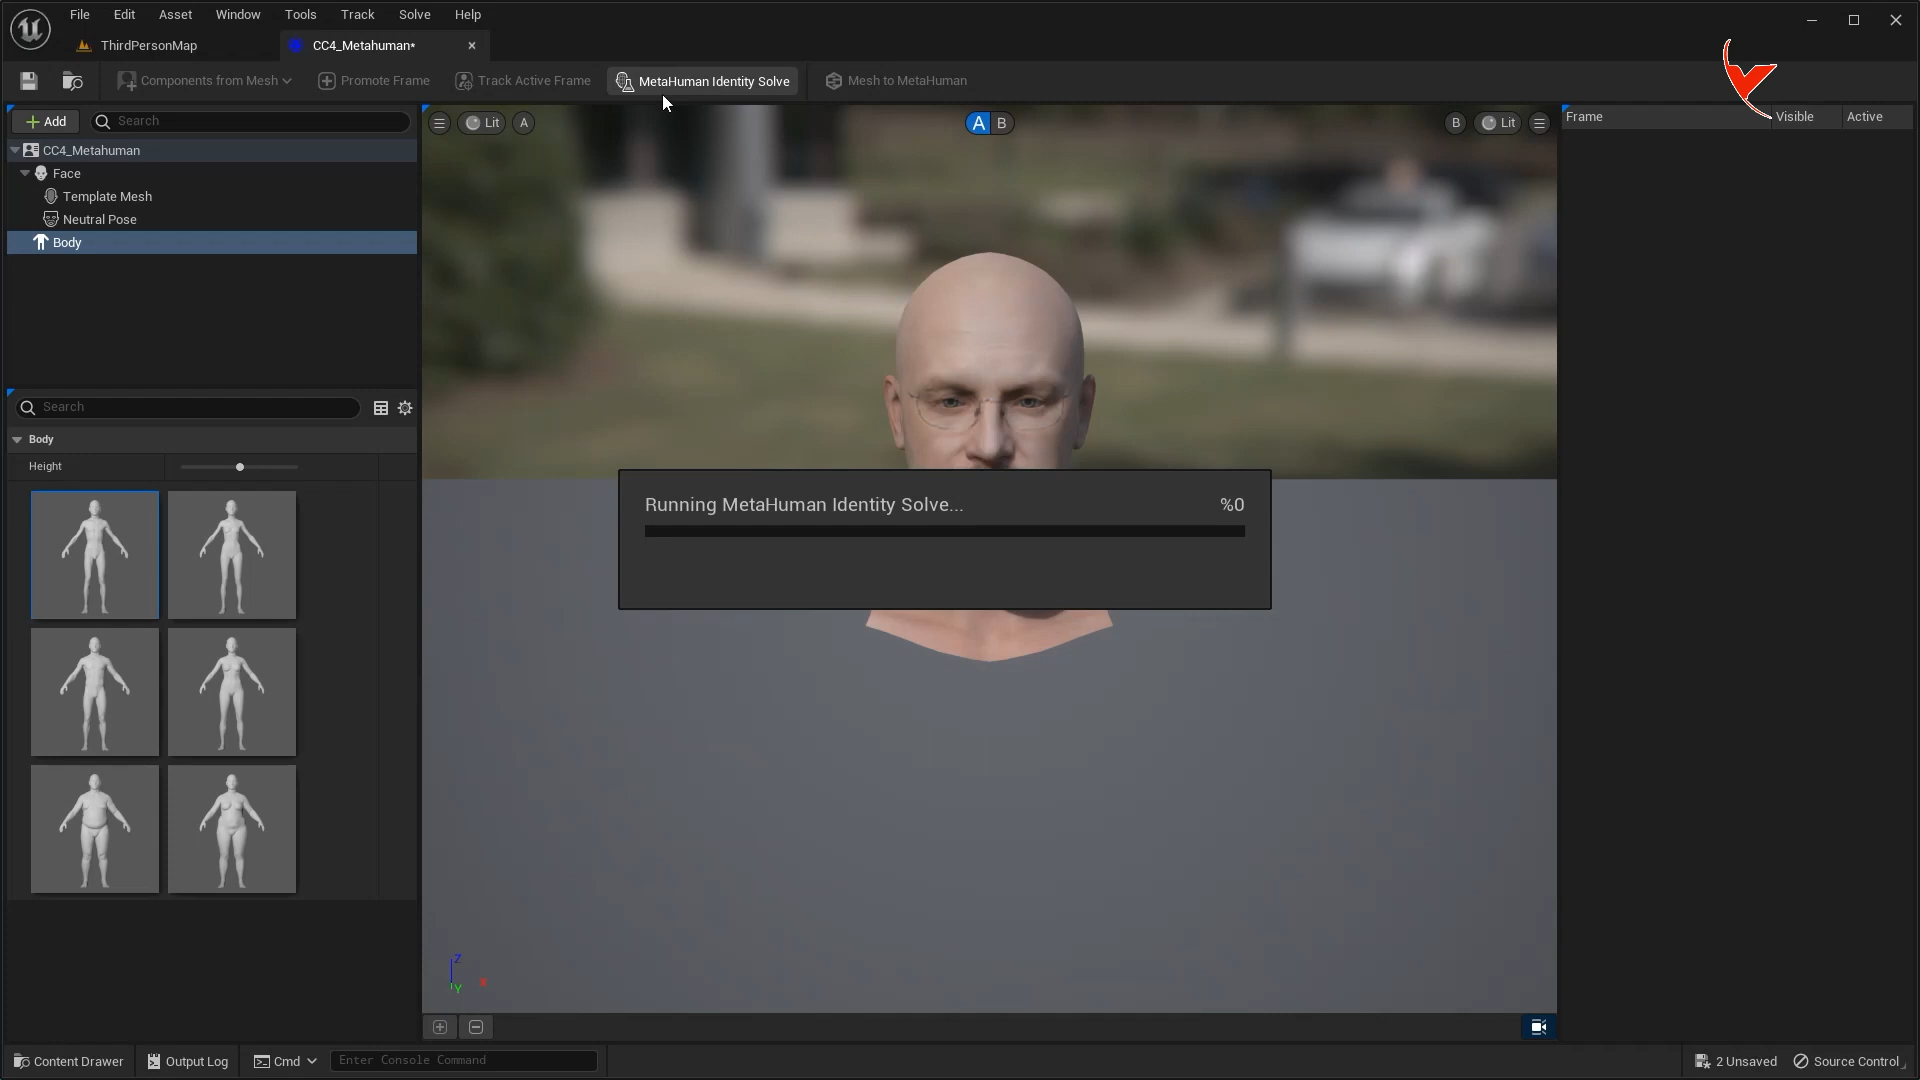 File Edit Asset Window Tools Track Solve Help
ThirdPersonMap CC4_Metahuman*
Components from Mesh Promote Frame Track Active Frame MetaHuman Identity Solve Mesh to MetaHuman
Add Search
Lit A A B B Lit
Frame Visible Active
CC4_Metahuman
Face
Template Mesh
Neutral Pose
Body
Search
Body
Height
Running MetaHuman Identity Solve... %0
Z
Y X
Content Drawer Output Log Cmd Enter Console Command 2 Unsaved Source Control